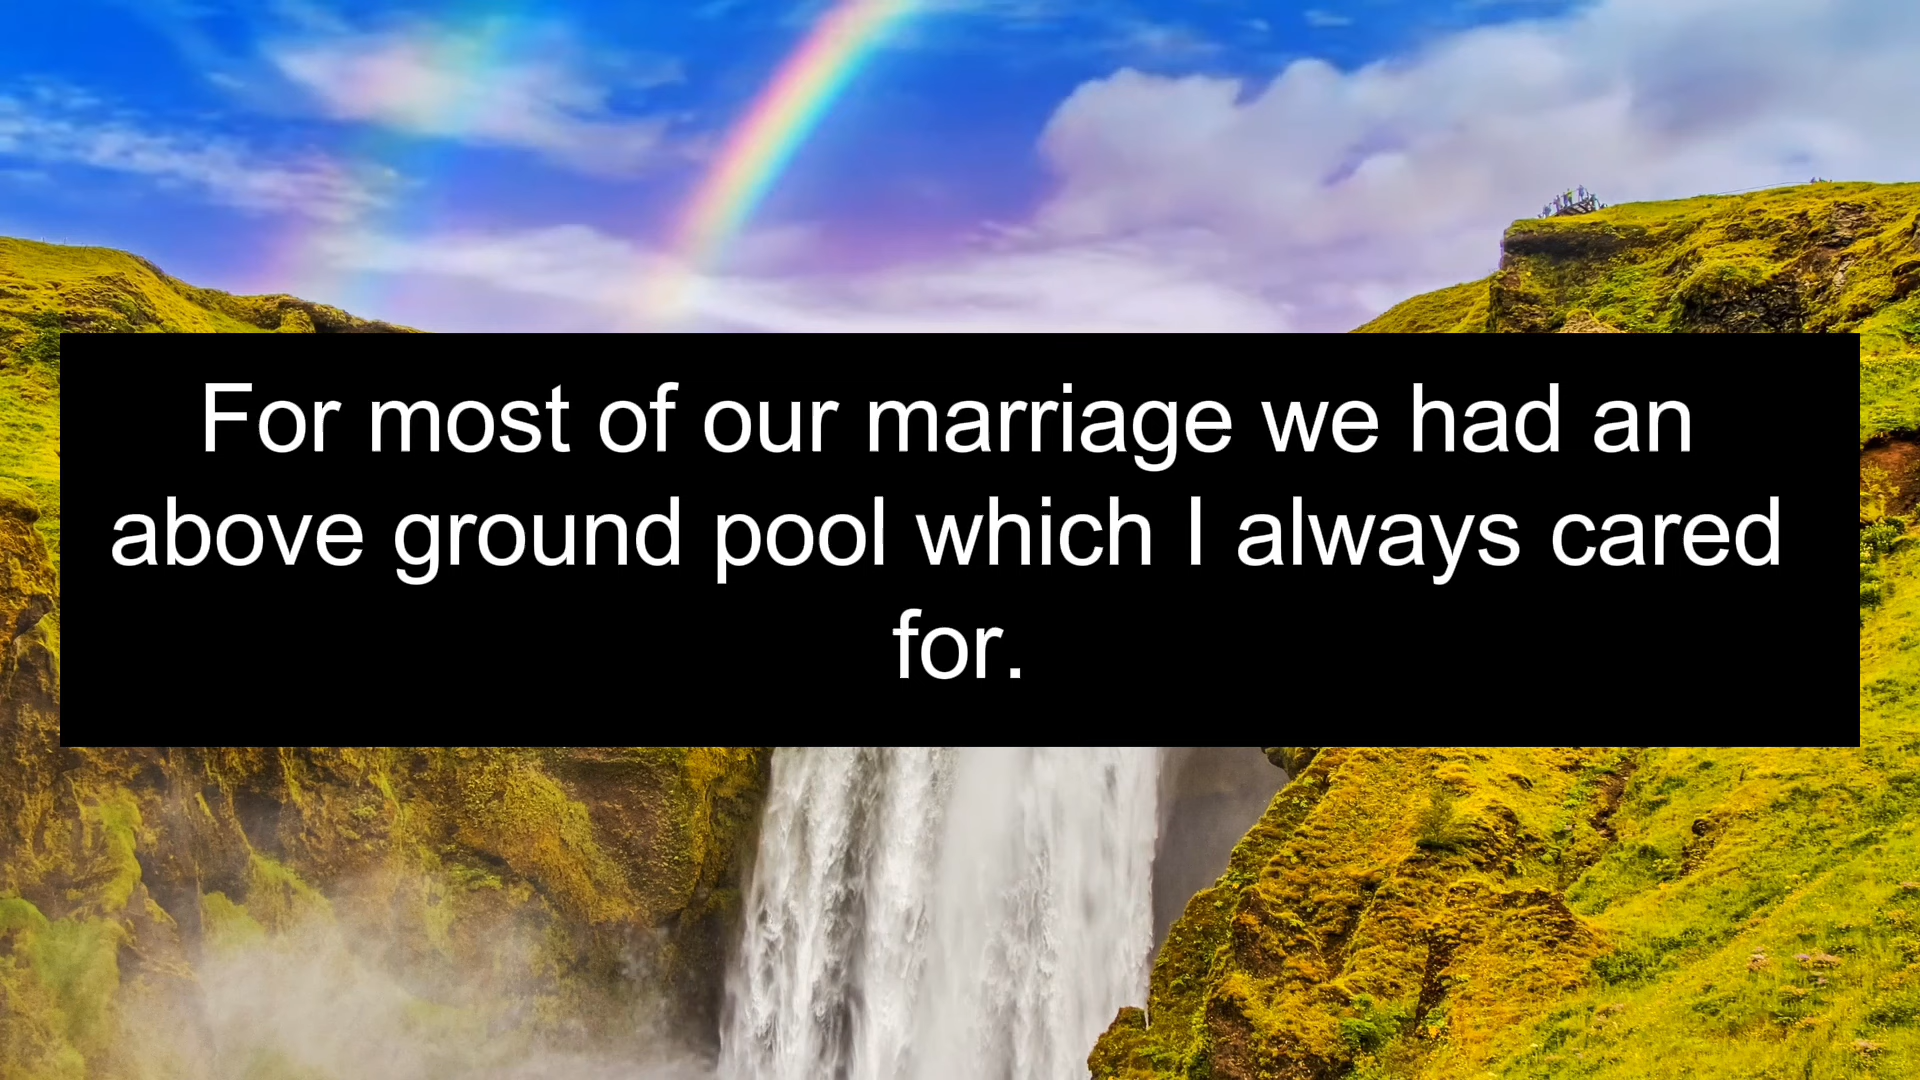 For most of our marriage we had an
above ground pool which I always cared
for.